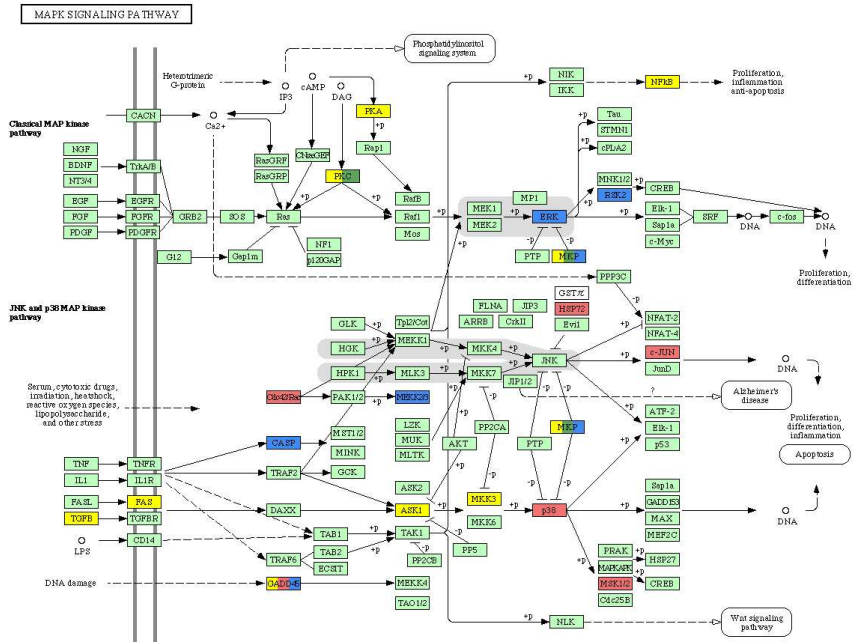 MAPK SIGNALING PATHWAY
Phosphatidylinositol
signaling system
Heterotrimeric
G-protein
IP3
cAMP
DAG
Ca2+
+p
NIK
IKK
NFkB
Proliferation,
inflammation
anti-apoptosis
Classical MAP kinase
pathway
CACN
PKA
+p
Rap1
NGF
BDNF
NT3/4
TrkA/B
RasGRF
RasGRP
CNasGEF
PKC
+p
RafB
Raf1
Mos
EGF
FGF
PDGF
EGFR
FGFR
PDGFR
GRB2
SOS
Ras
+p
+p
G12
Gap1m
NF1
p120GAP
MEK1
MEK2
MP1
+p
ERK
-p
-p
PTP
MKP
+p
Tau
STMN1
cPLA2
+p
MNK1/2
RSK2
CREB
+p
Elk-1
Sap1a
c-Myc
SRF
DNA
c-fos
DNA
Proliferation,
differentiation
PPP3C
-p
JNK and p38 MAP kinase
pathway
GLK
HGK
+p
Tpl2/Cot
MEKK1
+p
FLNA
JIP3
ARRB
CrkII
GSTπ
HSP72
Evi1
NFAT-2
NFAT-4
+p
c-JUN
JunD
DNA
HPK1
MLK3
+p
MKK4
MKK7
+p
JNK
JIP1/2
?
Alzheimer's
disease
Serum, cytotoxic drugs,
irradiation, heatshock,
reactive oxygen species,
lipopolysaccharide,
and other stress
Cdc42/Rac
PAK1/2
MEKK2/3
CASP
MST1/2
MINK
GCK
LZK
MUK
MLTK
AKT
PP2CA
PTP
MKP
-p
-p
+p
ATF-2
Elk-1
p53
Proliferation,
differentiation,
inflammation
Apoptosis
TNF
IL1
TNFR
IL1R
TRAF2
FASL
TGFB
FAS
TGFBR
DAXX
ASK2
ASK1
+p
MKK3
MKK6
-p
+p
p38
+p
Sap1a
GADD153
MAX
MEF2C
DNA
LPS
CD14
TAB1
TAB2
ECSIT
+p
TAK1
PP2CB
PP5
TRAF6
DNA damage
GADD45
MEKK4
TAO1/2
PRAK
MAPKAPK
MSK1/2
Cdc25B
+p
+p
+p
HSP27
CREB
+p
NLK
Wnt signaling
pathway